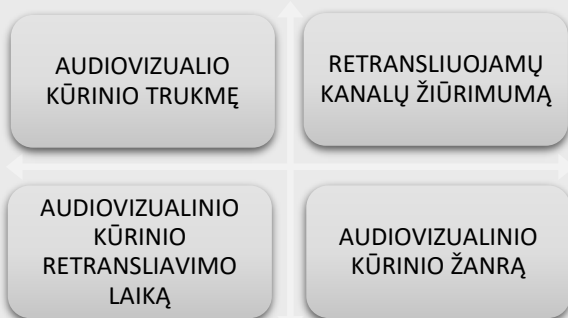 AUDIOVIZUALIO
KŪRINIO TRUKMĘ
RETRANSLIUOJAMŲ
KANALŲ ŽIŪRIMUMĄ
AUDIOVIZUALINIO
KŪRINIO
RETRANSLIAVIMO
LAIKĄ
AUDIOVIZUALINIO
KŪRINIO ŽANRĄ